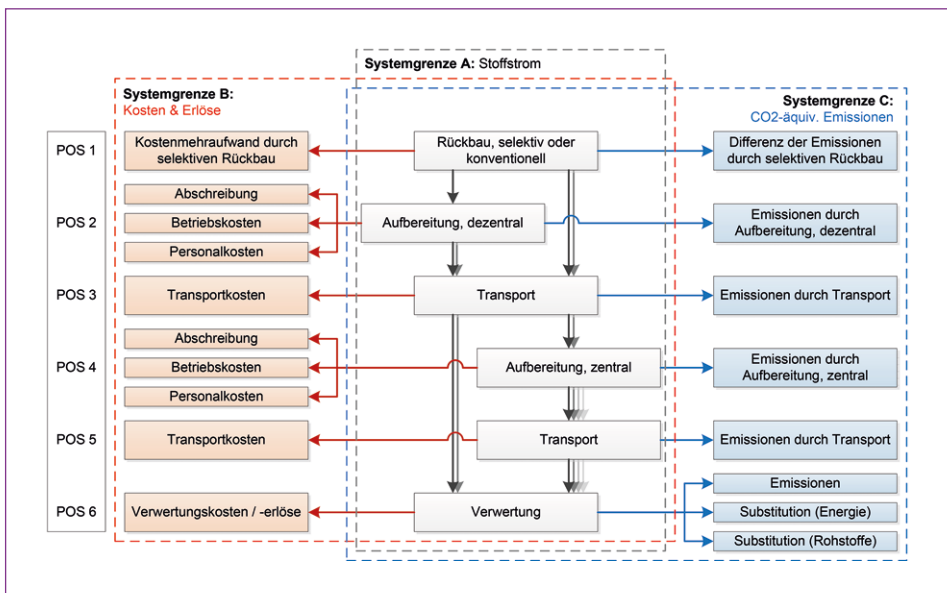 Systemgrenze A: Stoffstrom
Systemgrenze B:
Kosten & Erlöse
Systemgrenze C:
CO2-äquiv. Emissionen
POS 1
Kostenmehraufwand durch
selektiven Rückbau
Rückbau, selektiv oder
konventionell
Differenz der Emissionen
durch selektiven Rückbau
POS 2
Abschreibung
Betriebskosten
Personalkosten
Aufbereitung, dezentral
Emissionen durch
Aufbereitung, dezentral
POS 3
Transportkosten
Transport
Emissionen durch Transport
POS 4
Abschreibung
Betriebskosten
Personalkosten
Aufbereitung, zentral
Emissionen durch
Aufbereitung, zentral
POS 5
Transportkosten
Transport
Emissionen durch Transport
POS 6
Verwertungskosten / -erlöse
Verwertung
Emissionen
Substitution (Energie)
Substitution (Rohstoffe)